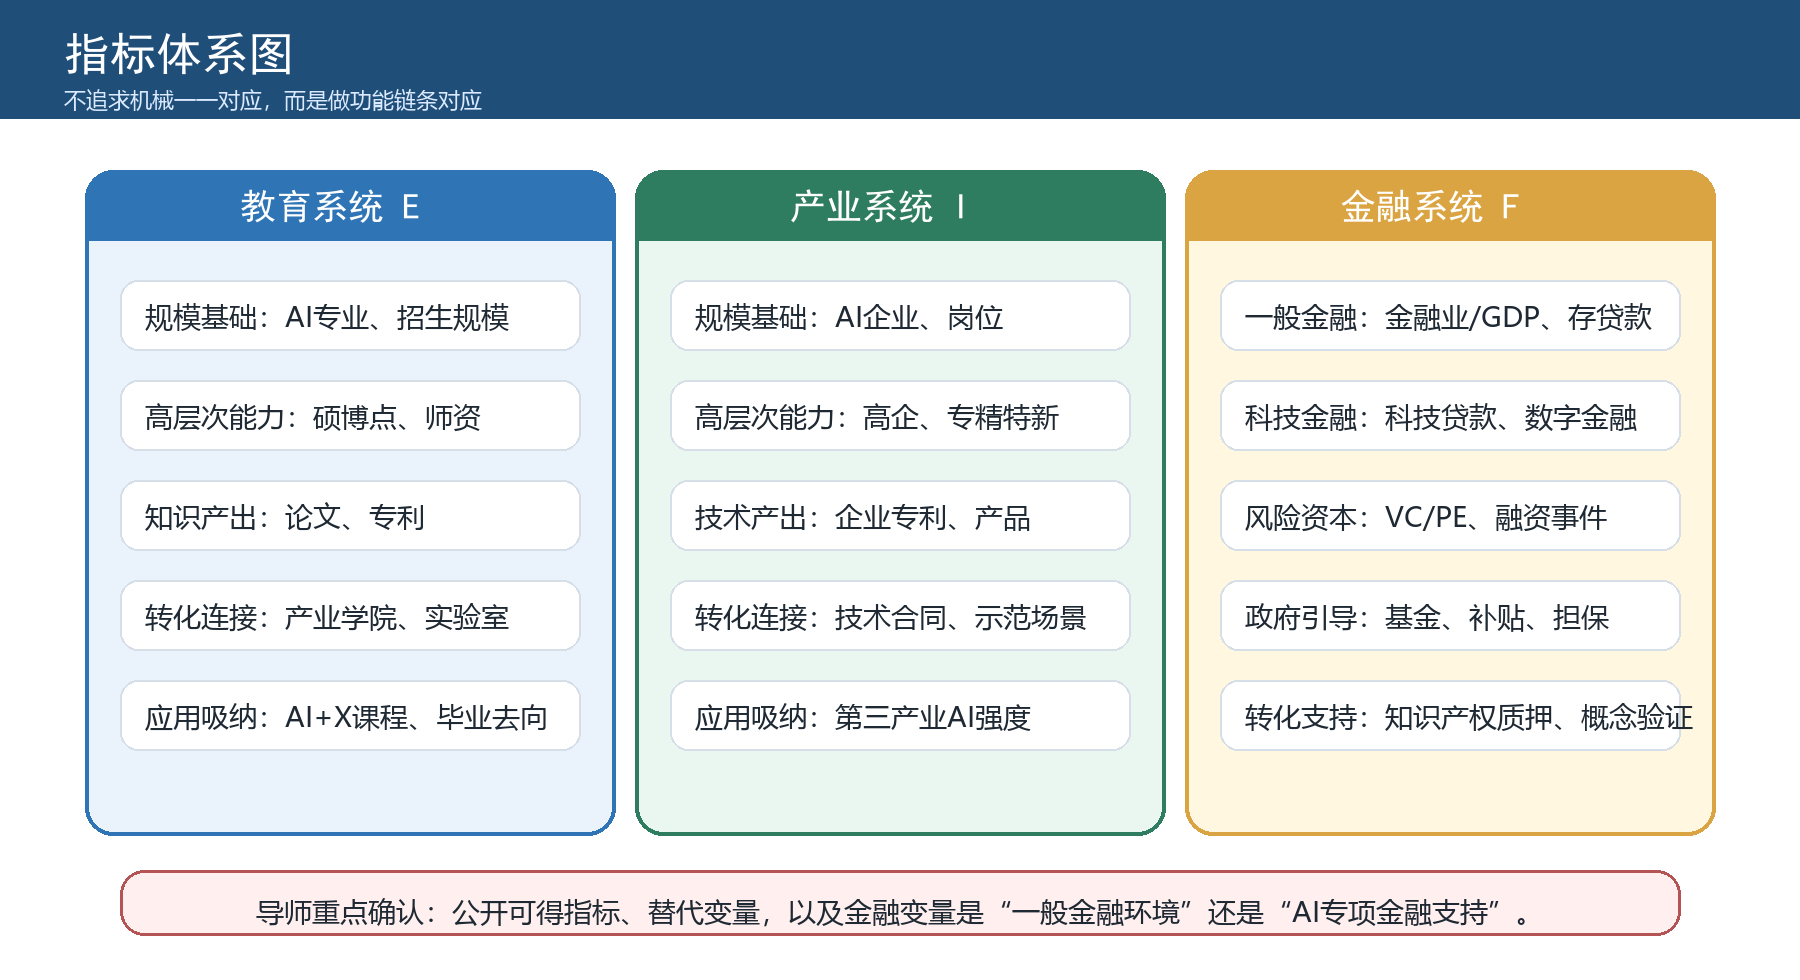 指标体系图
不追求机械一一对应，而是做功能链条对应
教育系统 E
规模基础：AI专业、招生规模
高层次能力：硕博点、师资
知识产出：论文、专利
转化连接：产业学院、实验室
应用吸纳：AI+X课程、毕业去向
产业系统 I
规模基础：AI企业、岗位
高层次能力：高企、专精特新
技术产出：企业专利、产品
转化连接：技术合同、示范场景
应用吸纳：第三产业AI强度
金融系统 F
一般金融：金融业/GDP、存贷款
科技金融：科技贷款、数字金融
风险资本：VC/PE、融资事件
政府引导：基金、补贴、担保
转化支持：知识产权质押、概念验证
导师重点确认：公开可得指标、替代变量，以及金融变量是“一般金融环境”还是“AI专项金融支持”。